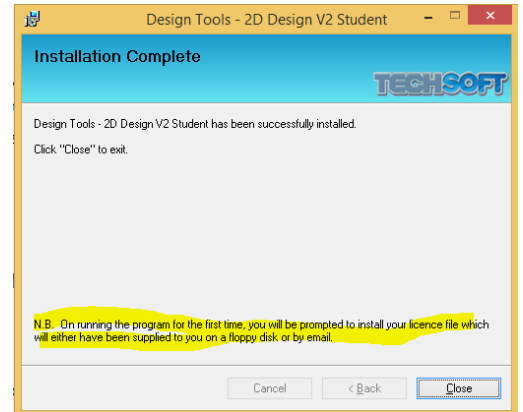 Design Tools - 2D Design V2 Student
Installation Complete
TECHSOFT
Design Tools - 2D Design V2 Student has been successfully installed.
Click "Close" to exit.
N.B. On running the program for the first time, you will be prompted to install your licence file which
will either have been supplied to you on a floppy disk or by email.
Cancel < Back Close